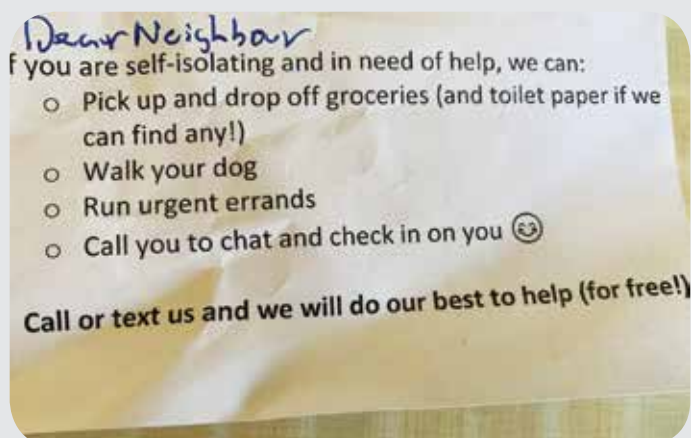 Dear Neighbour
f you are self-isolating and in need of help, we can:
o Pick up and drop off groceries (and toilet paper if we
can find any!)
o Walk your dog
o Run urgent errands
o Call you to chat and check in on you 😊
Call or text us and we will do our best to help (for free!)